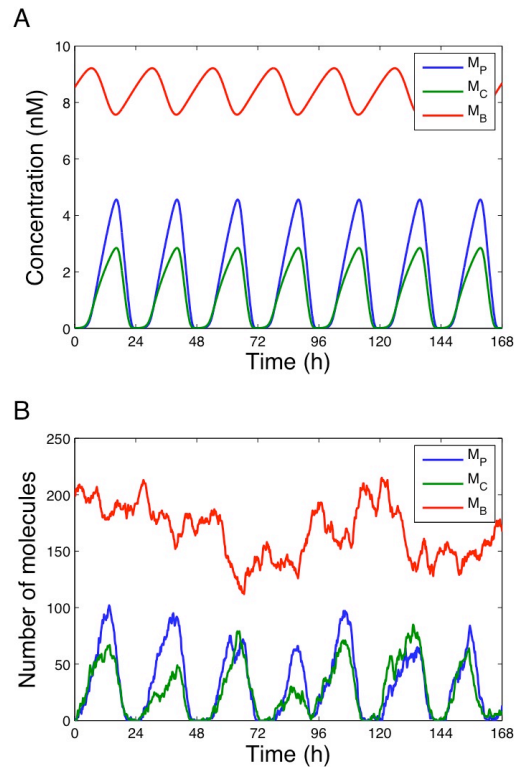 A
10
8
6
4
2
0
Concentration (nM)
M_P
M_C
M_B
0 24 48 72 96 120 144 168
Time (h)
B
250
200
150
100
50
0
Number of molecules
M_P
M_C
M_B
0 24 48 72 96 120 144 168
Time (h)